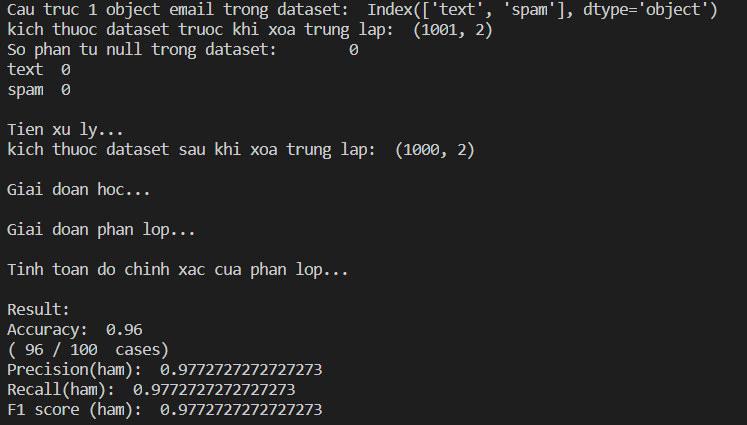 Cau truc 1 object email trong dataset:  Index(['text', 'spam'], dtype='object')
kich thuoc dataset truoc khi xoa trung lap:  (1001, 2)
So phan tu null trong dataset:        0
text  0
spam  0
Tien xu ly...
kich thuoc dataset sau khi xoa trung lap:  (1000, 2)
Giai doan hoc...
Giai doan phan lop...
Tinh toan do chinh xac cua phan lop...
Result:
Accuracy:  0.96
( 96 / 100  cases)
Precision(ham):  0.9772727272727273
Recall(ham):  0.9772727272727273
F1 score (ham):  0.9772727272727273